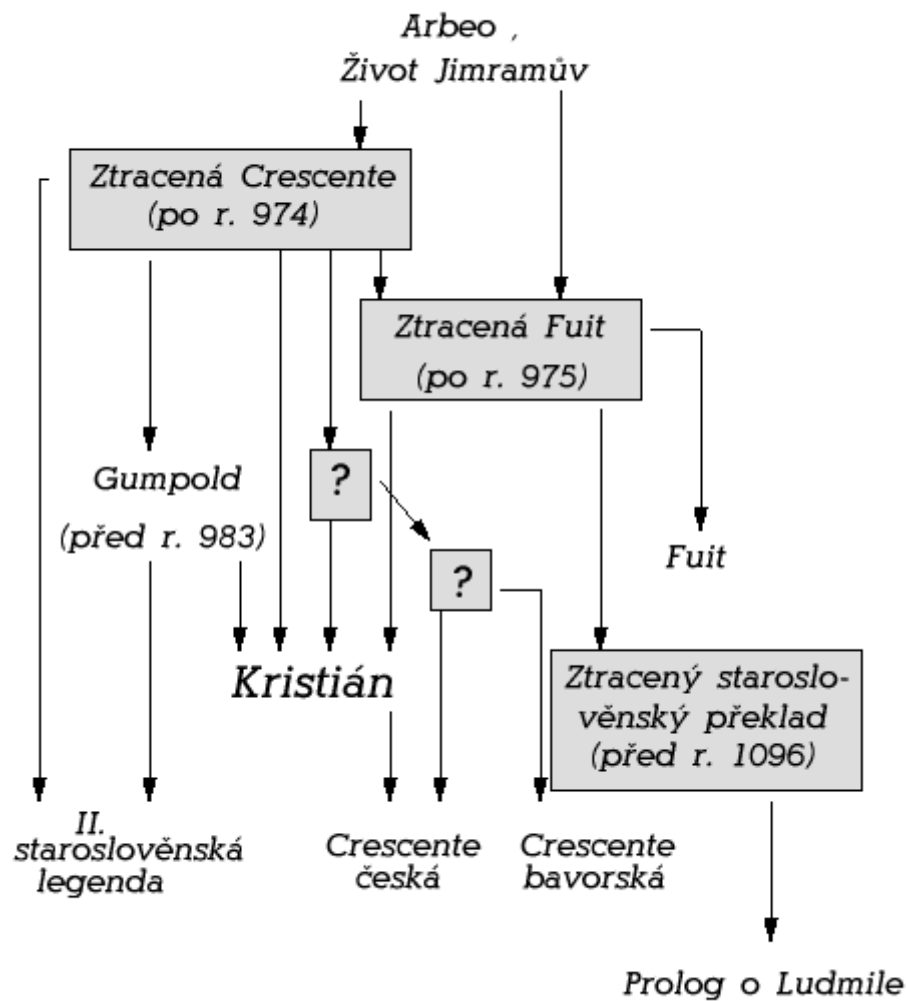 Arbeo ,
Život Jimramův
Ztracená Crescente
(po r. 974)
Ztracená Fuit
(po r. 975)
Gumpold
(před r. 983)
?
?
Fuit
Kristián
Ztracený staroslo-
věnský překlad
(před r. 1096)
II.
staroslověnská
legenda
Crescente
česká
Crescente
bavorská
Prolog o Ludmile